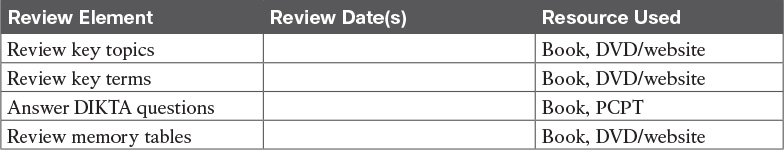 Review Element Review Date(s) Resource Used
Review key topics Book, DVD/website
Review key terms Book, DVD/website
Answer DIKTA questions Book, PCPT
Review memory tables Book, DVD/website